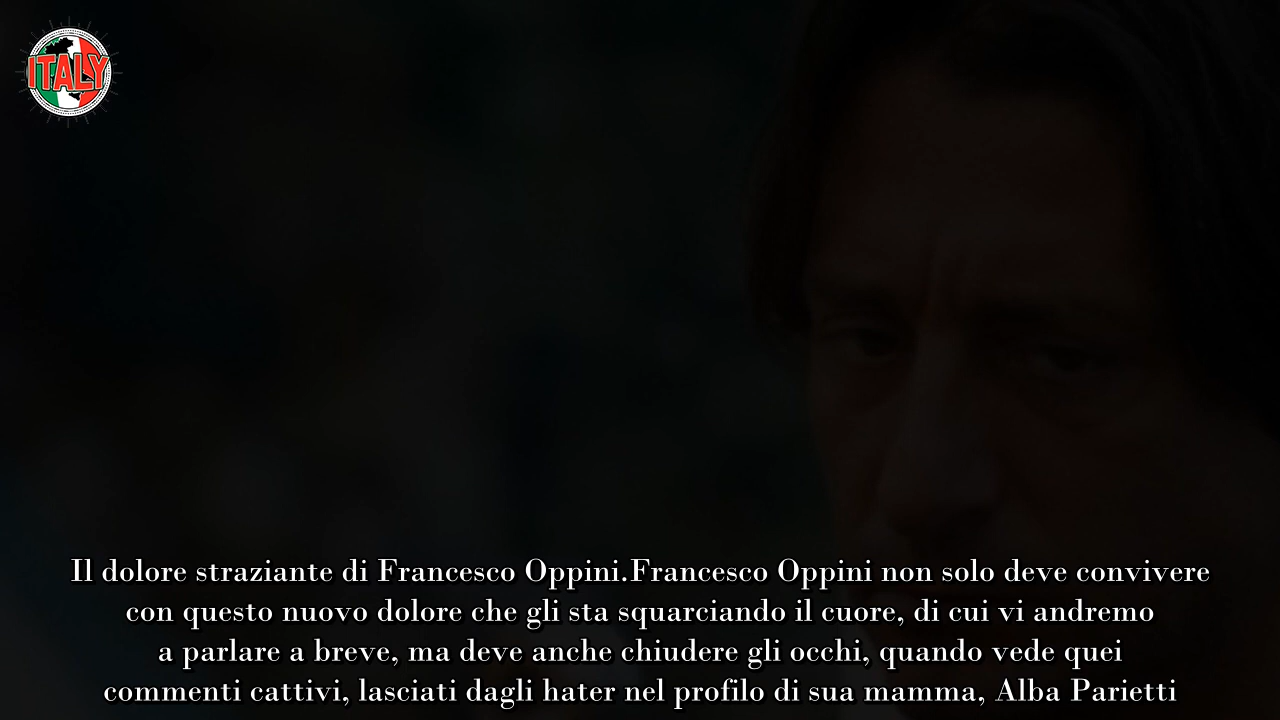 ITALY
Il dolore straziante di Francesco Oppini.Francesco Oppini non solo deve convivere
con questo nuovo dolore che gli sta squarciando il cuore, di cui vi andremo
a parlare a breve, ma deve anche chiudere gli occhi, quando vede quei
commenti cattivi, lasciati dagli hater nel profilo di sua mamma, Alba Parietti